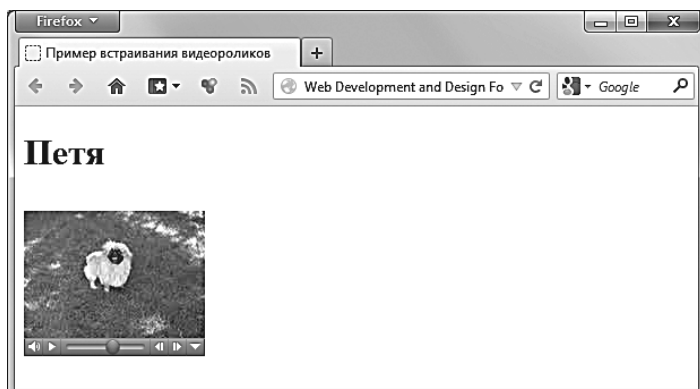 Firefox
Пример встраивания видеороликов
Web Development and Design Fo
Google
Петя